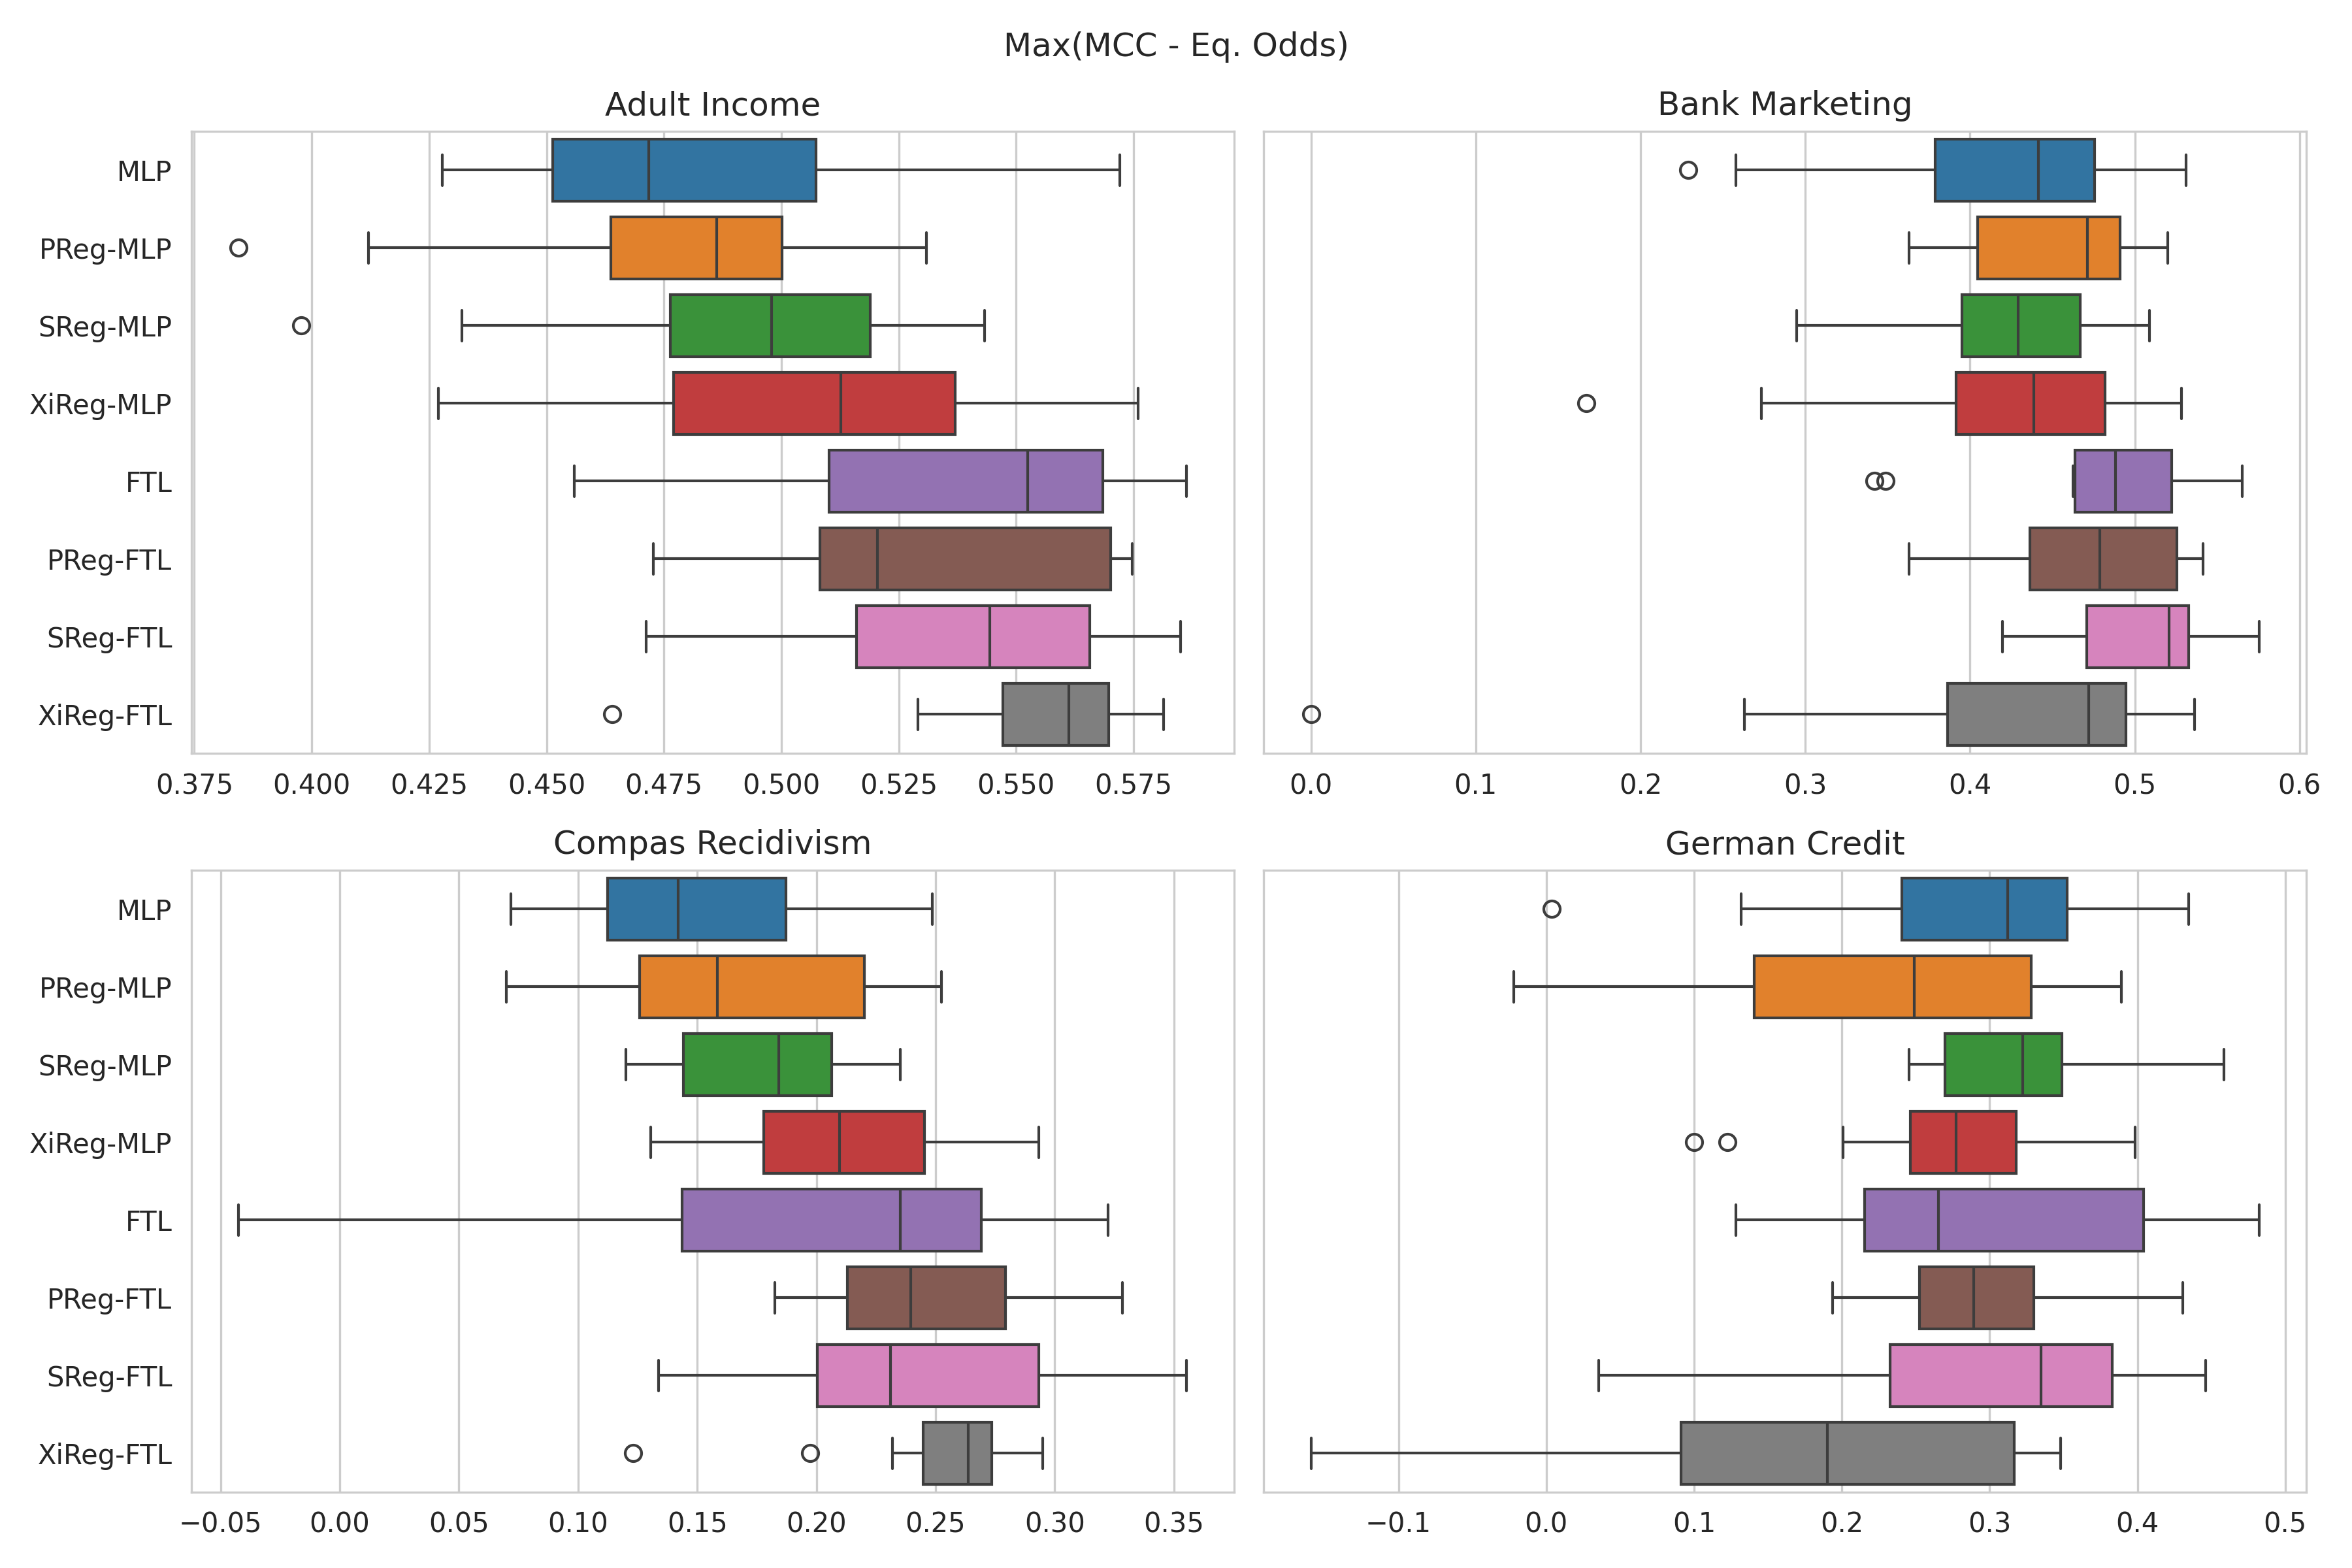 Max(MCC - Eq. Odds)
Adult Income
Bank Marketing
MLP
PReg-MLP
SReg-MLP
XiReg-MLP
FTL
PReg-FTL
SReg-FTL
XiReg-FTL
0.375 0.400 0.425 0.450 0.475 0.500 0.525 0.550 0.575
0.0 0.1 0.2 0.3 0.4 0.5 0.6
Compas Recidivism
German Credit
MLP
PReg-MLP
SReg-MLP
XiReg-MLP
FTL
PReg-FTL
SReg-FTL
XiReg-FTL
−0.05 0.00 0.05 0.10 0.15 0.20 0.25 0.30 0.35
−0.1 0.0 0.1 0.2 0.3 0.4 0.5